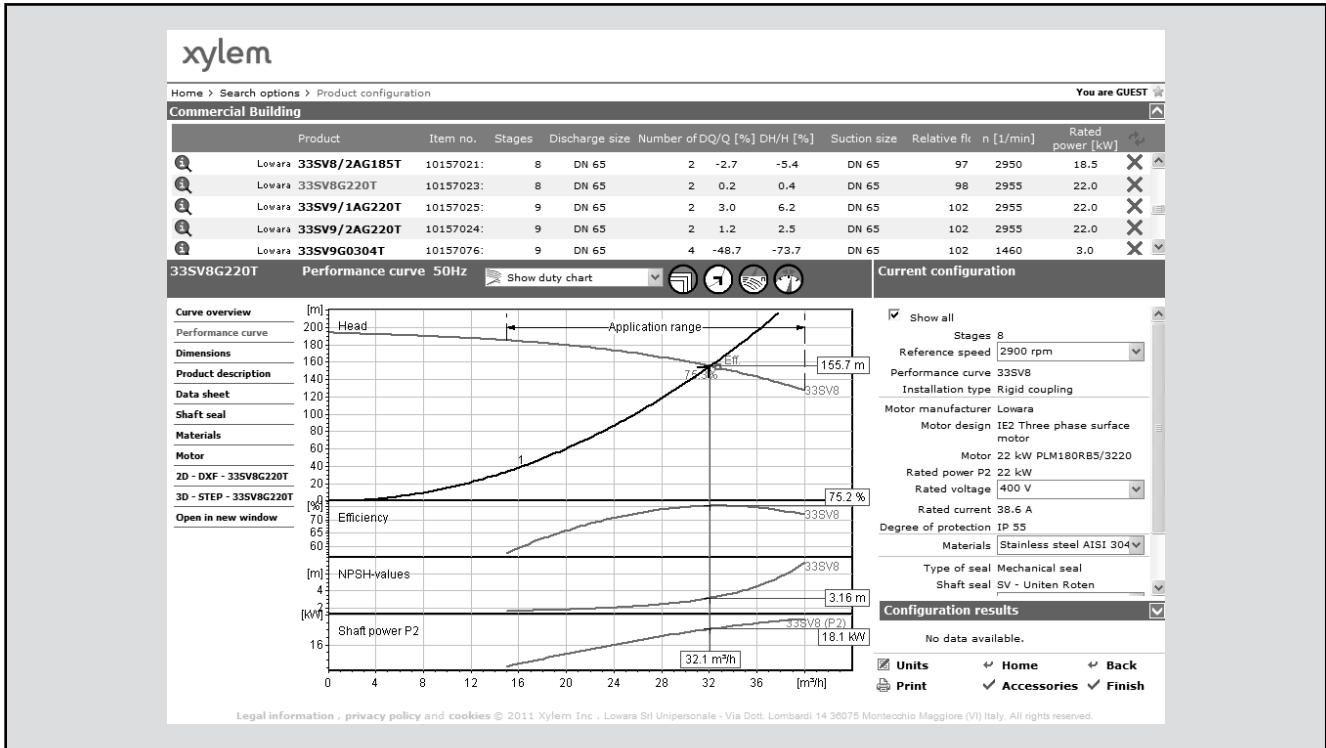 xylem
Home > Search options > Product configuration You are GUEST
Commercial Building
Product Item no. Stages Discharge size Number of DQ/Q [%] DH/H [%] Suction size Relative flo n [1/min] Rated power [kW]
Lowara 33SV8/2AG185T 10157021: 8 DN 65 2 -2.7 -5.4 DN 65 97 2950 18.5
Lowara 33SV8G220T 10157023: 8 DN 65 2 0.2 0.4 DN 65 98 2955 22.0
Lowara 33SV9/1AG220T 10157025: 9 DN 65 2 3.0 6.2 DN 65 102 2955 22.0
Lowara 33SV9/2AG220T 10157024: 9 DN 65 2 1.2 2.5 DN 65 102 2955 22.0
Lowara 33SV9G0304T 10157076: 9 DN 65 4 -48.7 -73.7 DN 65 102 1460 3.0
33SV8G220T Performance curve 50Hz Show duty chart Current configuration
Curve overview
Performance curve
Dimensions
Product description
Data sheet
Shaft seal
Materials
Motor
2D - DXF - 33SV8G220T
3D - STEP - 33SV8G220T
Open in new window
[m]
Head
Application range
200
180
160
140
120
100
80
60
40
20
0
Eff.
155.7 m
33SV8
1
75.2 %
[%]
Efficiency
70
65
60
33SV8
[m]
NPSH-values
4
2
33SV8
3.16 m
[kW]
Shaft power P2
16
33SV8 (P2)
18.1 kW
32.1 m³/h
0 4 8 12 16 20 24 28 32 36 [m³/h]
Show all
Stages 8
Reference speed 2900 rpm
Performance curve 33SV8
Installation type Rigid coupling
Motor manufacturer Lowara
Motor design IE2 Three phase surface
motor
Motor 22 kW PLM180RB5/3220
Rated power P2 22 kW
Rated voltage 400 V
Rated current 38.6 A
Degree of protection IP 55
Materials Stainless steel AISI 304
Type of seal Mechanical seal
Shaft seal SV - Uniten Roten
Configuration results
No data available.
Units Home Back
Print Accessories Finish
Legal information , privacy policy and cookies © 2011 Xylem Inc . Lowara Srl Unipersonale - Via Dott. Lombardi 14 36075 Montecchio Maggiore (VI) Italy. All rights reserved.